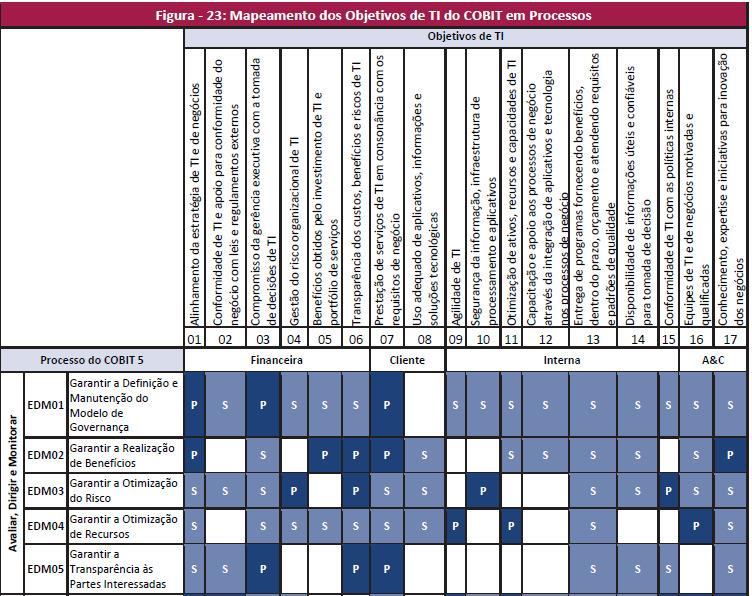 Figura - 23: Mapeamento dos Objetivos de TI do COBIT em Processos
Objetivos de TI
Alinhamento da estratégia de TI e de negócios
Conformidade de TI e apoio para conformidade do
negócio com leis e regulamentos externos
Compromisso da gerência executiva com a tomada
de decisões de TI
Gestão do risco organizacional de TI
Benefícios obtidos pelo investimento de TI e
portfólio de serviços
Transparência dos custos, benefícios e riscos de TI
Prestação de serviços de TI em consonância com os
requisitos de negócio
Uso adequado de aplicativos, informações e
soluções tecnológicas
Agilidade de TI
Segurança da informação, infraestrutura de
processamento e aplicativos
Otimização de ativos, recursos e capacidades de TI
Capacitação e apoio aos processos de negócio
através da integração de aplicativos e tecnologia
nos processos de negócio
Entrega de programas fornecendo benefícios,
dentro do prazo, orçamento e atendendo requisitos
e padrões de qualidade
Disponibilidade de informações úteis e confiáveis
para tomada de decisão
Conformidade de TI com as políticas internas
Equipes de TI e de negócios motivadas e
qualificadas
Conhecimento, expertise e iniciativas para inovação
dos negócios
01 02 03 04 05 06 07 08 09 10 11 12 13 14 15 16 17
Processo do COBIT 5 Financeira Cliente Interna A&C
Avaliar, Dirigir e Monitorar
EDM01
Garantir a Definição e
Manutenção do
Modelo de
Governança
P S P S S S P S S S S S S S S S
EDM02
Garantir a Realização
de Benefícios
P S P P P S S S S S S P
EDM03
Garantir a Otimização
do Risco
S S S P P S S P S S P S S
EDM04
Garantir a Otimização
de Recursos
S S S S S S S P P S P S
EDM05
Garantir a
Transparência às
Partes Interessadas
S S P P P S S S S